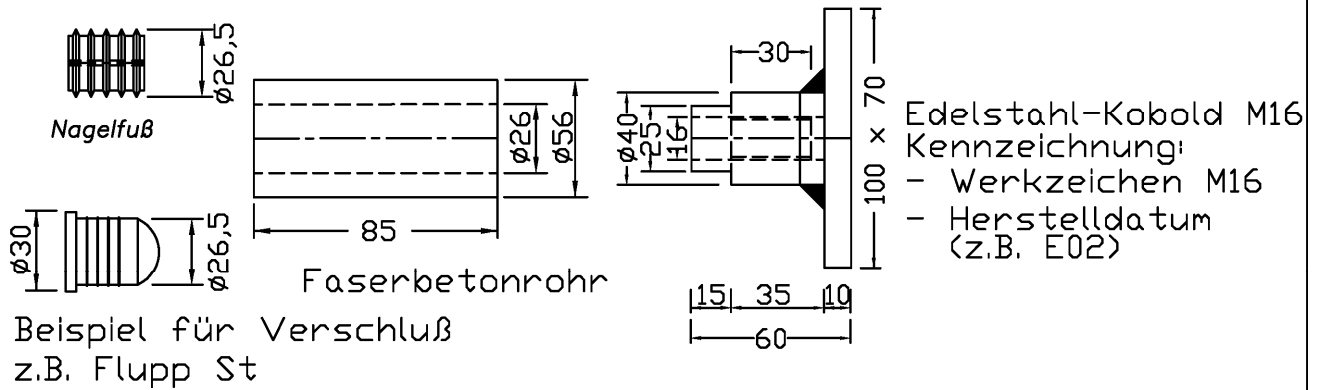 ø26,5
Nagelfuß
ø26
ø56
85
Faserbetonrohr
ø30
ø26,5
Beispiel für Verschluß
z.B. Flupp St
30
ø40
25
16
100 x 70
15
35
10
60
Edelstahl-Kobold M16
Kennzeichnung:
- Werkzeichen M16
- Herstelldatum
(z.B. E02)